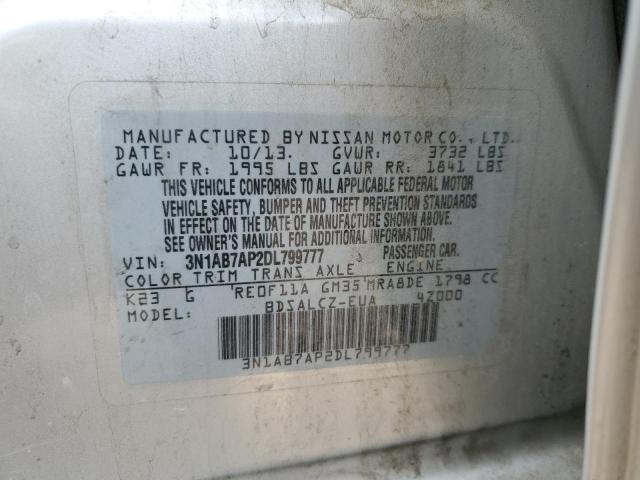 MANUFACTURED BY NISSAN MOTOR CO., LTD.
DATE: 10/13. GVWR: 3732 LBS
GAWR FR: 1995 LBS GAWR RR: 1841 LBS
THIS VEHICLE CONFORMS TO ALL APPLICABLE FEDERAL MOTOR
VEHICLE SAFETY, BUMPER AND THEFT PREVENTION STANDARDS
IN EFFECT ON THE DATE OF MANUFACTURE SHOWN ABOVE.
SEE OWNER'S MANUAL FOR ADDITIONAL INFORMATION.
VIN: 3N1AB7AP2DL799777 PASSENGER CAR.
COLOR TRIM TRANS AXLE ENGINE
K23 G RE0F11A GM35 MRA8DE 1798 CC
MODEL: BDSALCZ-EUA 4Z000
3N1AB7AP2DL799777